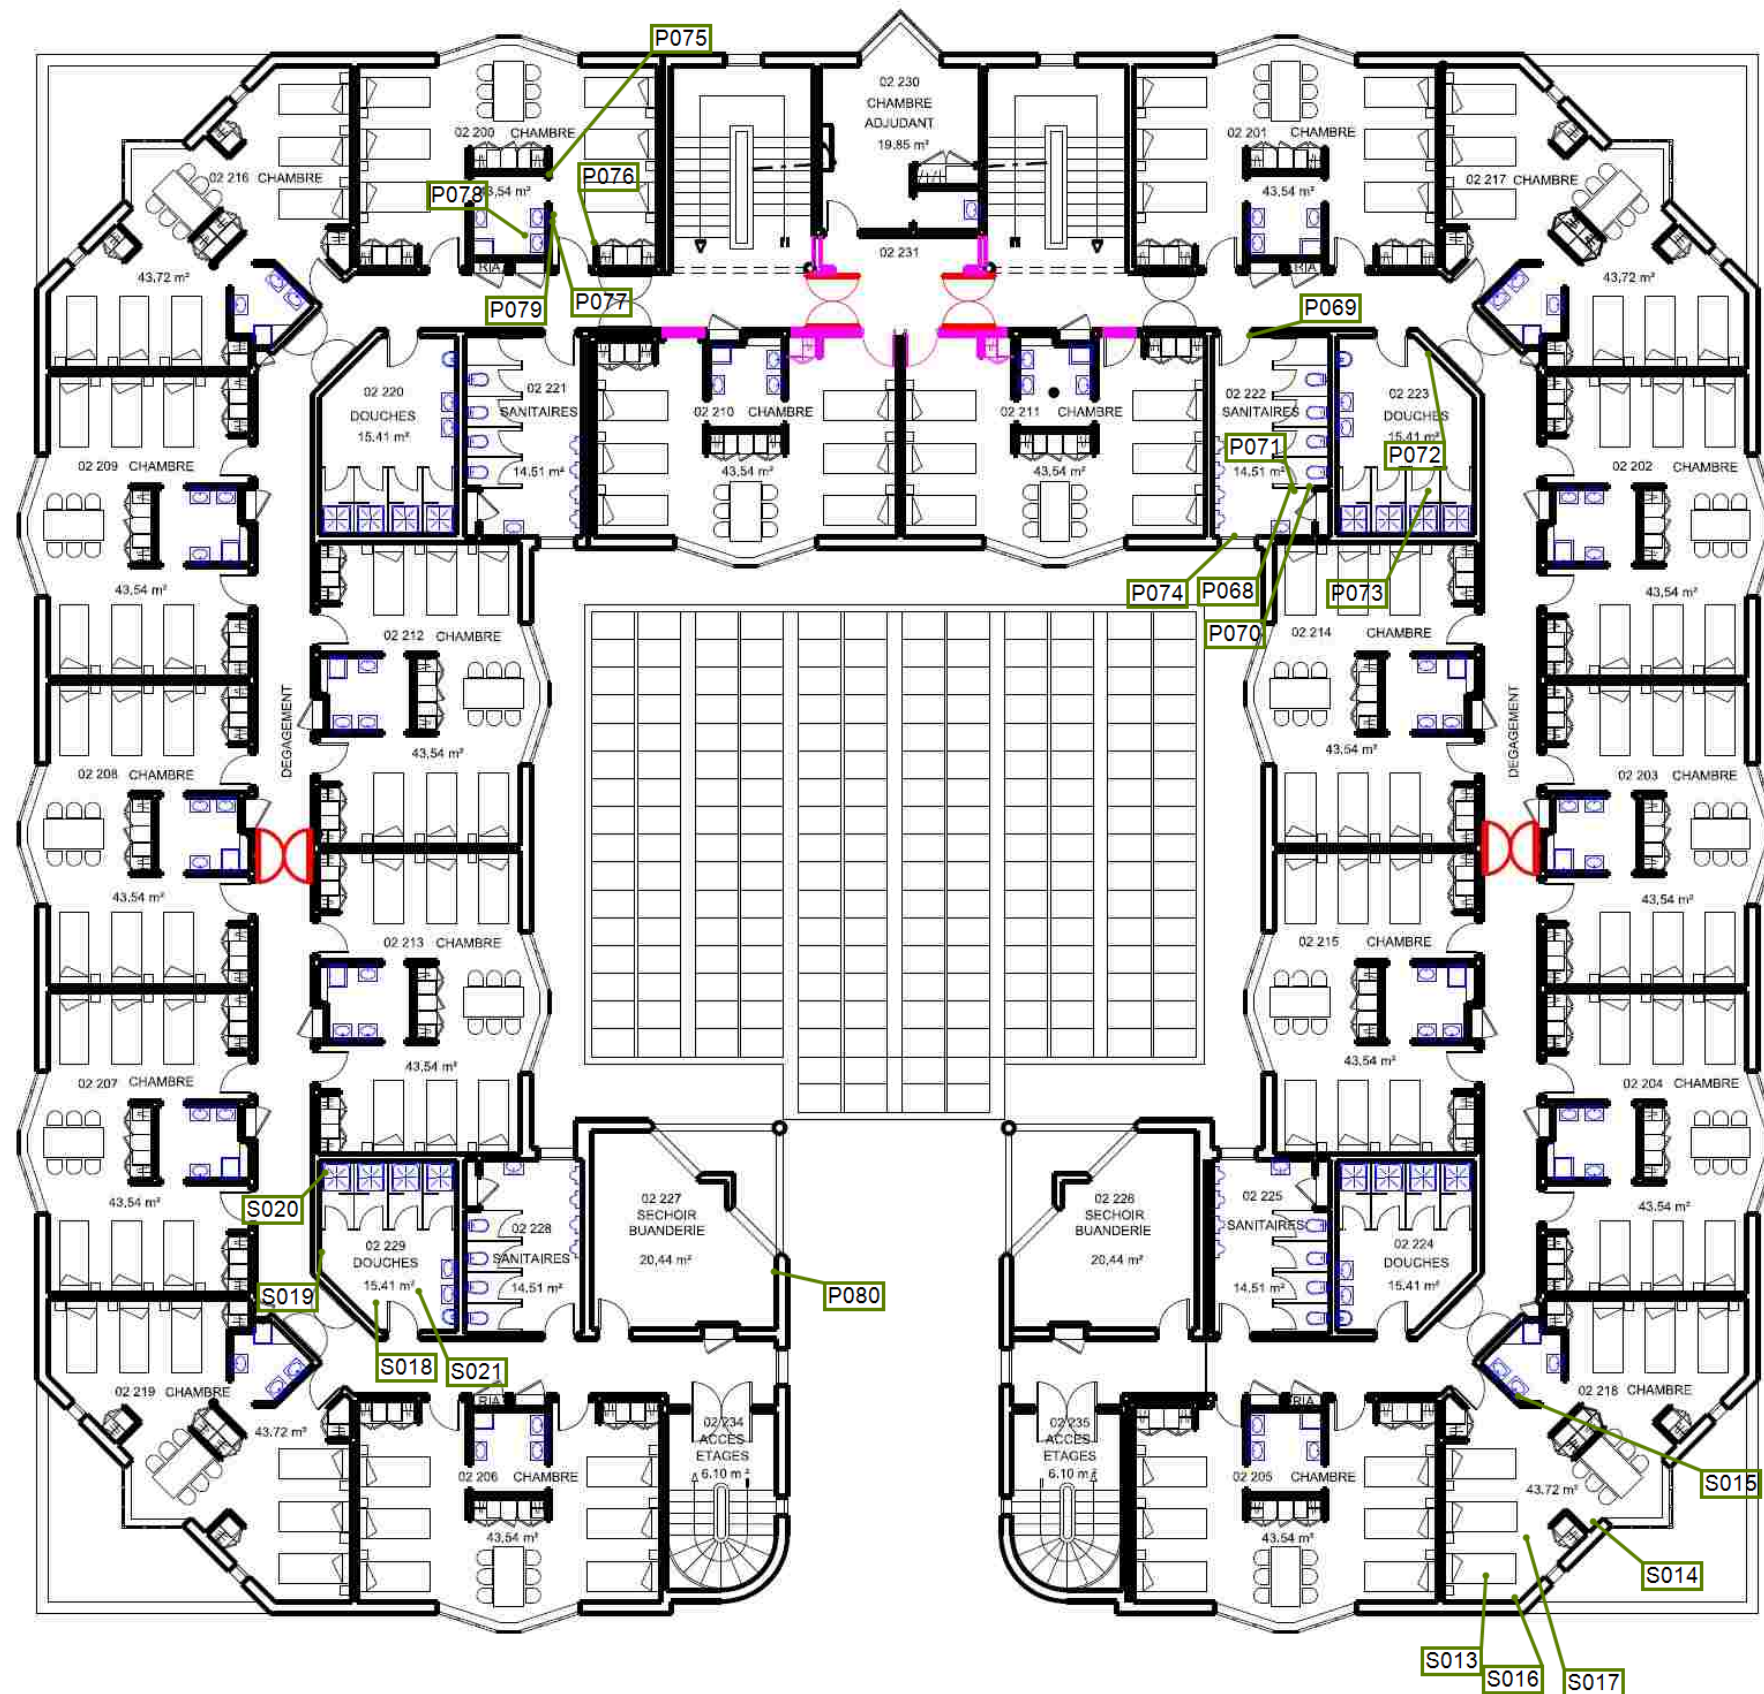 P075
02 230
CHAMBRE
ADJUDANT
19.85 m²
02 200 CHAMBRE
02 201 CHAMBRE
02 216 CHAMBRE
P078
43,54 m²
P076
43,54 m²
02 217 CHAMBRE
43,72 m²
02 231
43,72 m²
RIA
RIA
P079
P077
P069
02 220
DOUCHES
15.41 m²
02 221
SANITAIRES
14.51 m²
02 210 CHAMBRE
43,54 m²
02 211 CHAMBRE
43,54 m²
02 222
SANITAIRES
P071
14.51 m²
02 223
DOUCHES
15.41 m²
P072
02 209 CHAMBRE
02 202 CHAMBRE
43,54 m²
43,54 m²
P074
P068
P073
P070
02 212 CHAMBRE
02 214 CHAMBRE
DEGAGEMENT
DEGAGEMENT
43,54 m²
43,54 m²
02 208 CHAMBRE
02 203 CHAMBRE
43,54 m²
43,54 m²
02 213 CHAMBRE
02 215 CHAMBRE
43,54 m²
43,54 m²
02 207 CHAMBRE
02 204 CHAMBRE
43,54 m²
43.54 m²
S020
02 227
SECHOIR
BUANDERIE
20,44 m²
02 226
SECHOIR
BUANDERIE
20,44 m²
02 225
SANITAIRES
14.51 m²
02 228
SANITAIRES
14.51 m²
02 229
DOUCHES
15.41 m²
02 224
DOUCHES
15.41 m²
S019
P080
S018
S021
02 219 CHAMBRE
43.72 m²
RIA
RIA
02 218 CHAMBRE
02 234
ACCES
ETAGES
6.10 m²
02 235
ACCES
ETAGES
6.10 m²
02 206 CHAMBRE
43,54 m²
02 205 CHAMBRE
43.54 m²
43.72 m²
S015
S014
S013
S016
S017